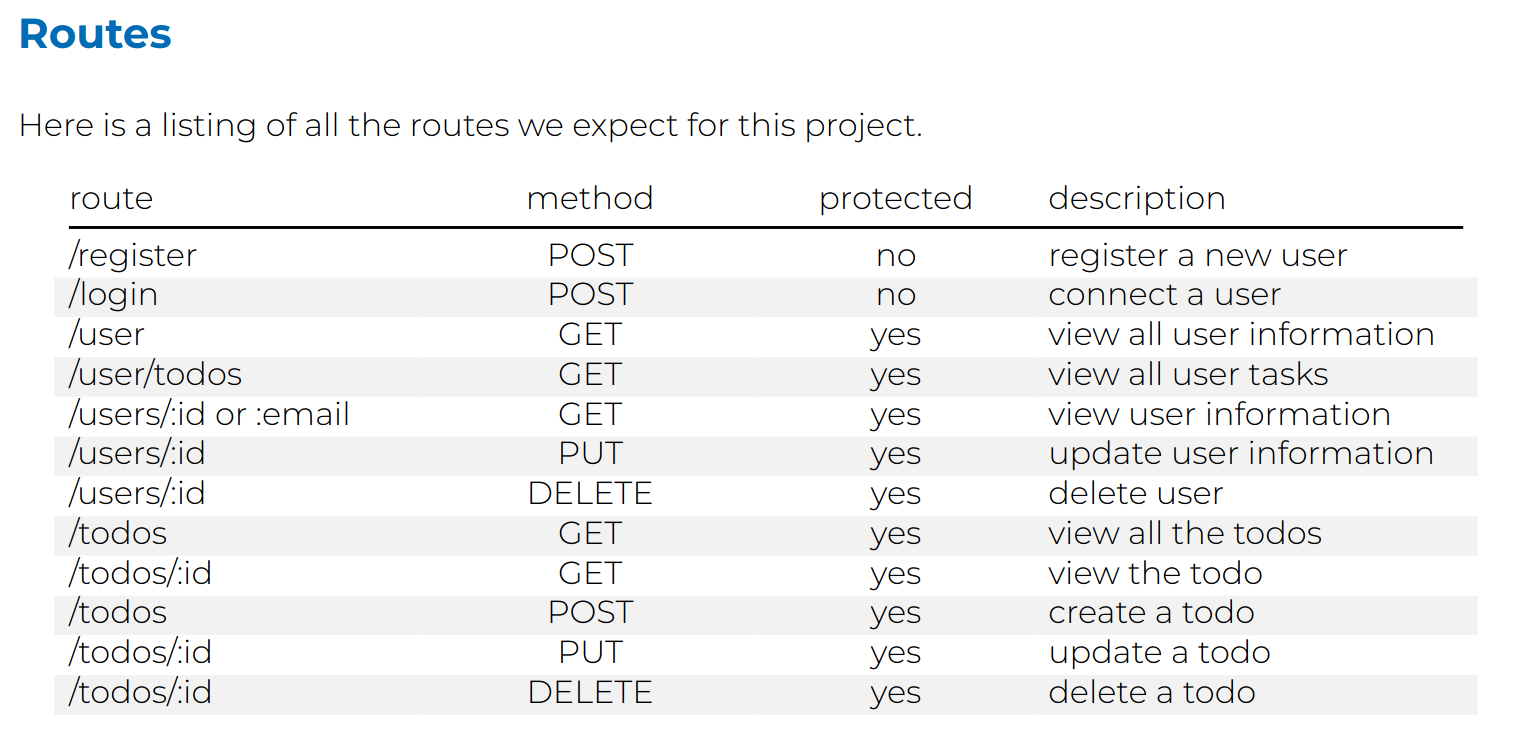 Routes
Here is a listing of all the routes we expect for this project.
route method protected description
/register POST no register a new user
/login POST no connect a user
/user GET yes view all user information
/user/todos GET yes view all user tasks
/users/:id or :email GET yes view user information
/users/:id PUT yes update user information
/users/:id DELETE yes delete user
/todos GET yes view all the todos
/todos/:id GET yes view the todo
/todos POST yes create a todo
/todos/:id PUT yes update a todo
/todos/:id DELETE yes delete a todo